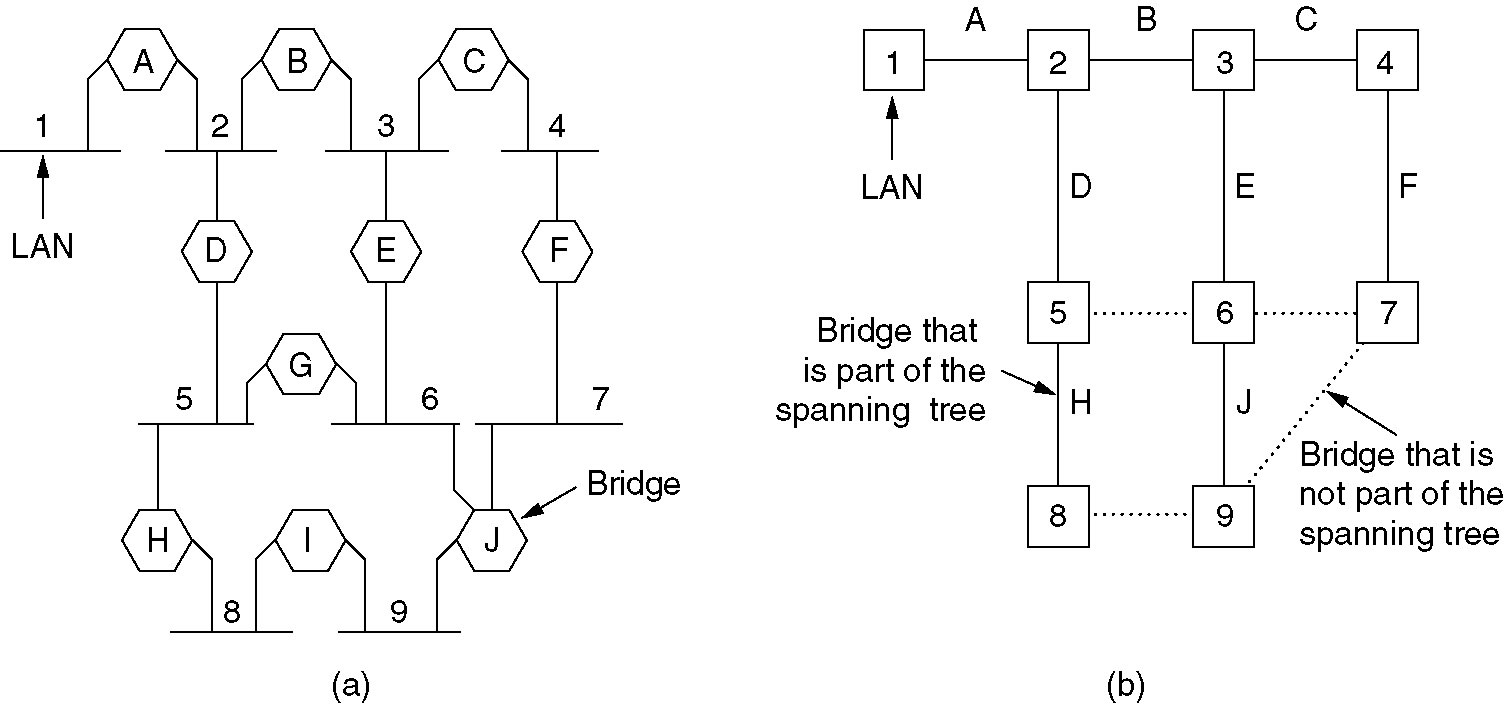 A
B
C
1
2
3
4
LAN
D
E
F
G
5
6
7
Bridge
H
I
J
8
9
(a)
A
B
C
1
2
3
4
LAN
D
E
F
5
6
7
Bridge that
is part of the
spanning tree
H
J
Bridge that is
not part of the
spanning tree
8
9
(b)